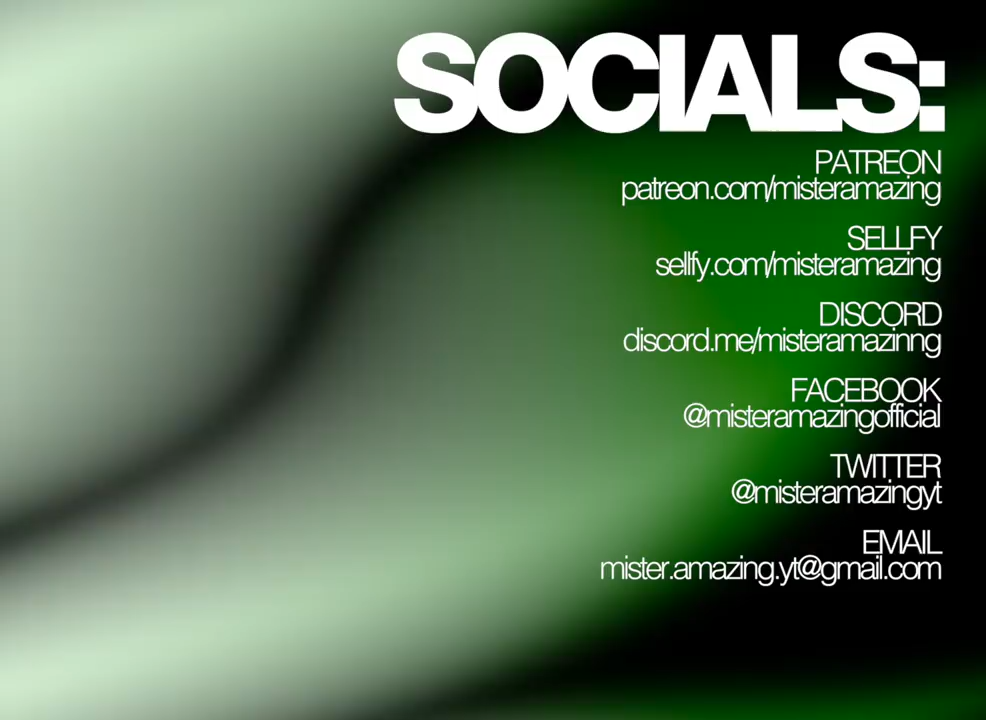 SOCIALS:
PATREON
patreon.com/misteramazing
SELLFY
sellfy.com/misteramazing
DISCORD
discord.me/misteramazinng
FACEBOOK
@misteramazingofficial
TWITTER
@misteramazingyt
EMAIL
mister.amazing.yt@gmail.com